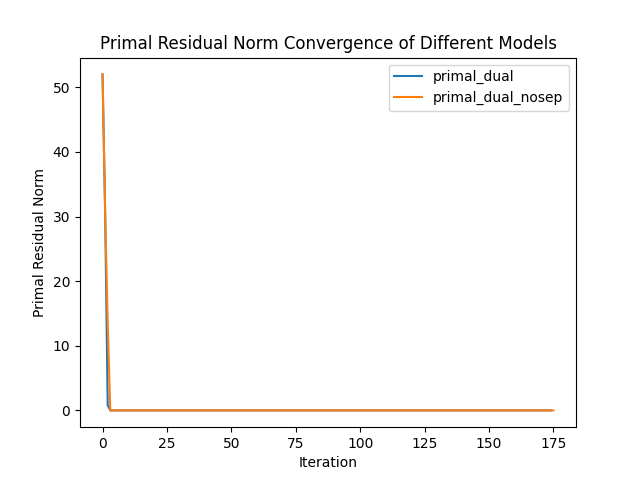 Primal Residual Norm Convergence of Different Models
primal_dual
primal_dual_nosep
Primal Residual Norm
50
40
30
20
10
0
0 25 50 75 100 125 150 175
Iteration